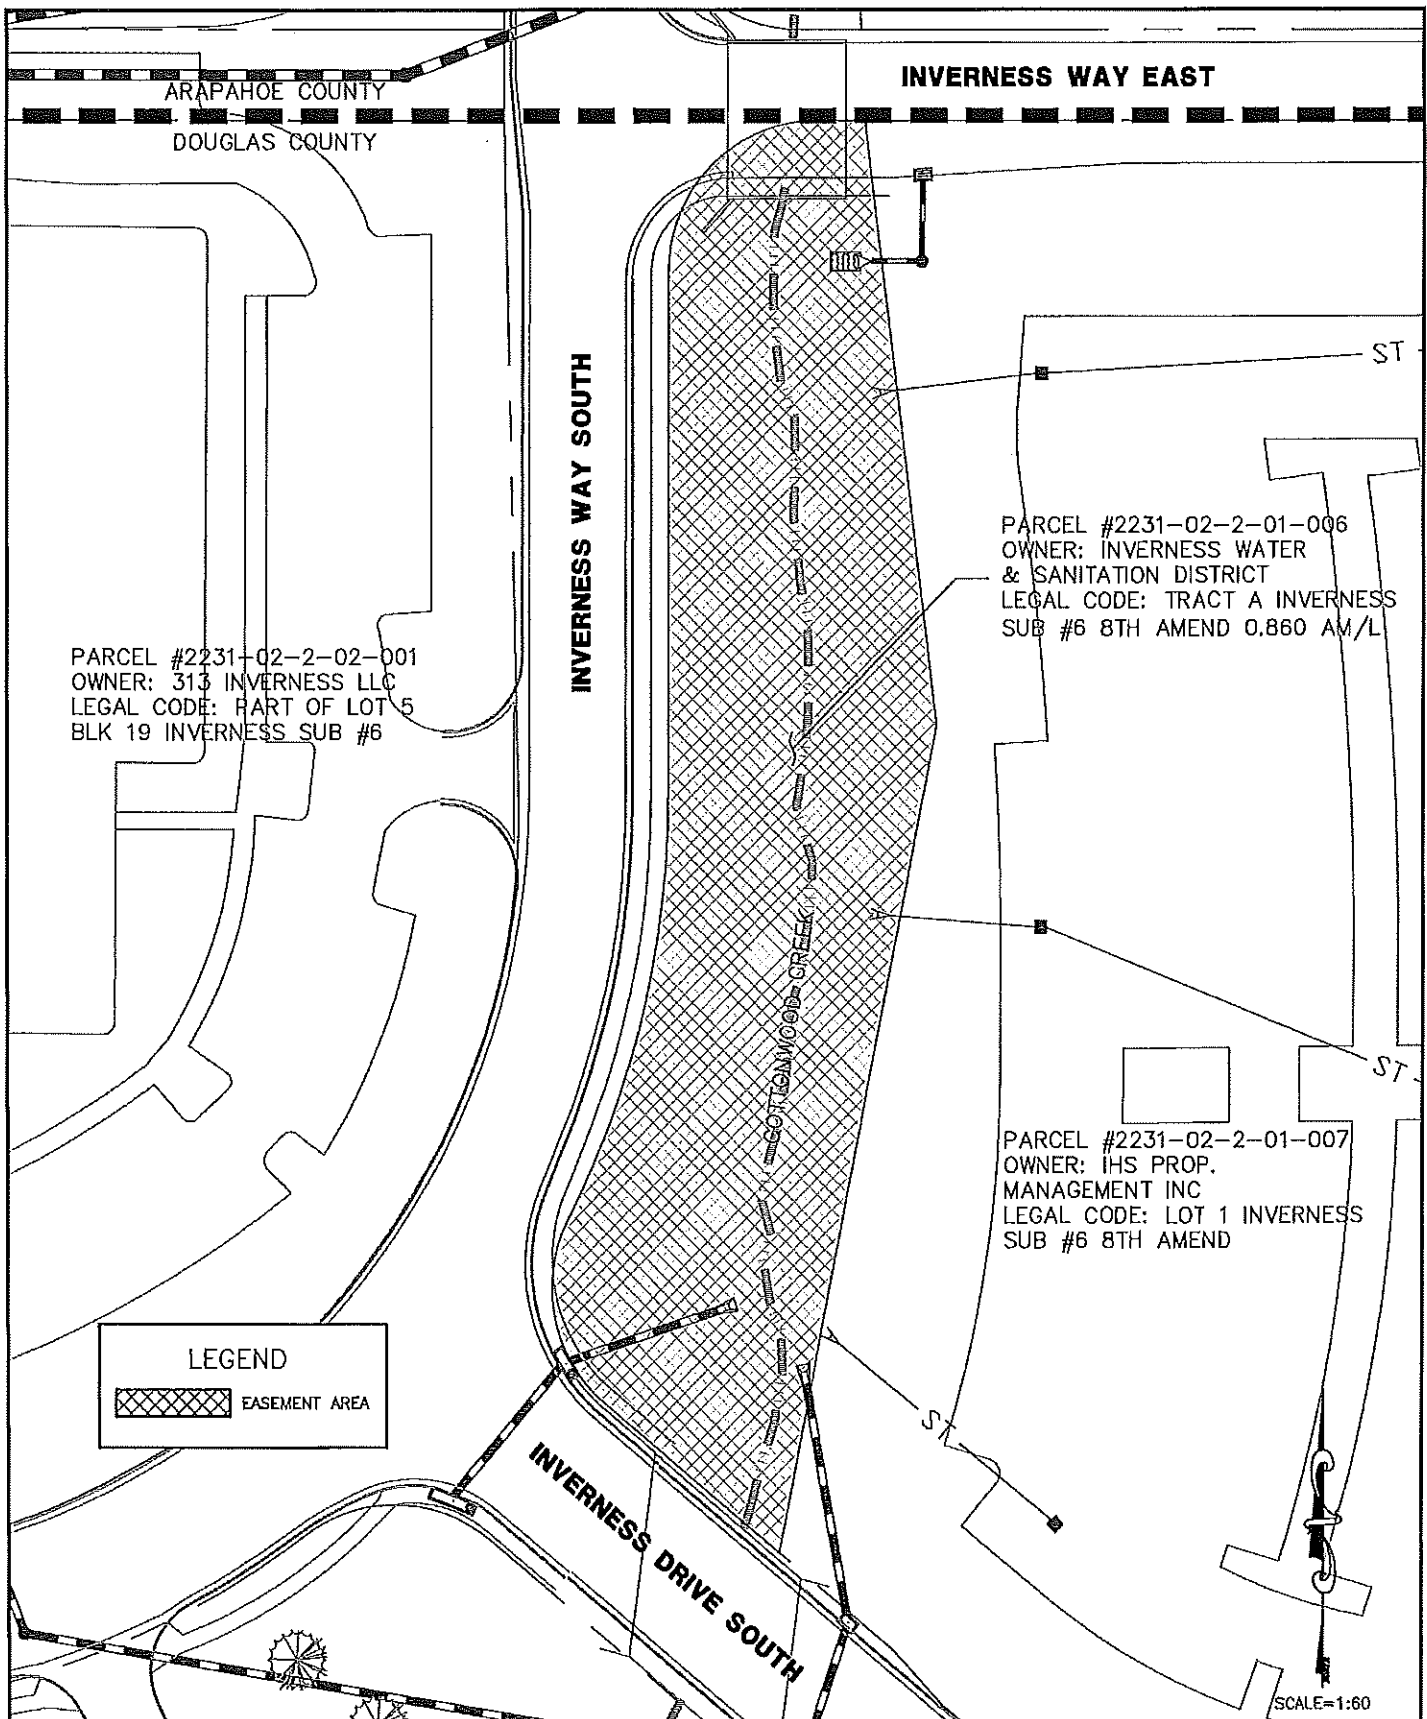 INVERNESS WAY EAST
ARAPAHOE COUNTY
DOUGLAS COUNTY
ST
INVERNESS WAY SOUTH
PARCEL #2231-02-2-01-006
OWNER: INVERNESS WATER
& SANITATION DISTRICT
LEGAL CODE: TRACT A INVERNESS
SUB #6 8TH AMEND 0.860 AM/L
PARCEL #2231-02-2-02-001
OWNER: 313 INVERNESS LLC
LEGAL CODE: PART OF LOT 5
BLK 19 INVERNESS SUB #6
COTTONWOOD CREEK
ST
PARCEL #2231-02-2-01-007
OWNER: IHS PROP.
MANAGEMENT INC
LEGAL CODE: LOT 1 INVERNESS
SUB #6 8TH AMEND
LEGEND
EASEMENT AREA
ST
INVERNESS DRIVE SOUTH
SCALE=1:60